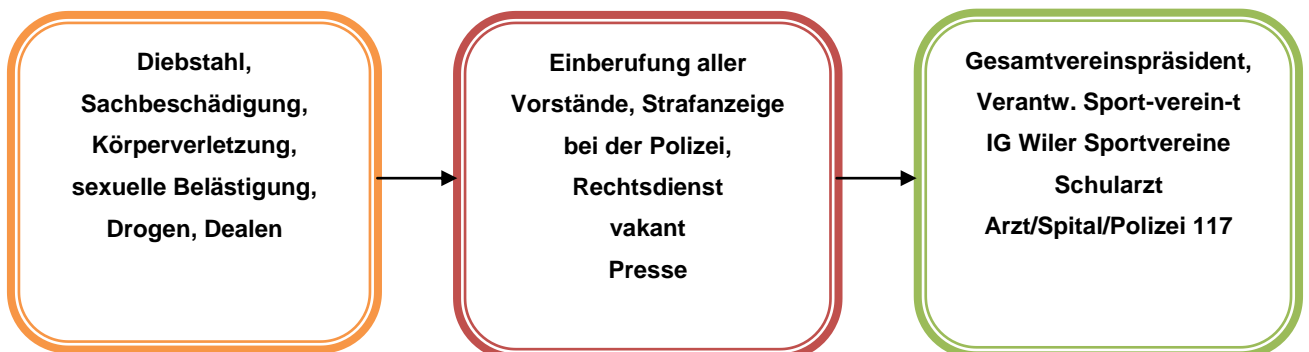 Diebstahl,
Sachbeschädigung,
Körperverletzung,
sexuelle Belästigung,
Drogen, Dealen
Einberufung aller
Vorstände, Strafanzeige
bei der Polizei,
Rechtsdienst
vakant
Presse
Gesamtvereinspräsident,
Verantw. Sport-verein-t
IG Wiler Sportvereine
Schularzt
Arzt/Spital/Polizei 117